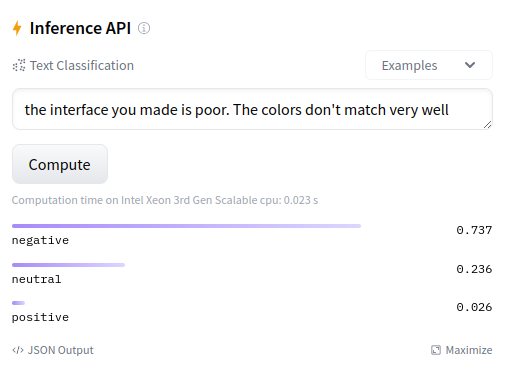 Inference API
Text Classification
Examples
the interface you made is poor. The colors don't match very well
Compute
Computation time on Intel Xeon 3rd Gen Scalable cpu: 0.023 s
negative 0.737
neutral 0.236
positive 0.026
</> JSON Output
Maximize